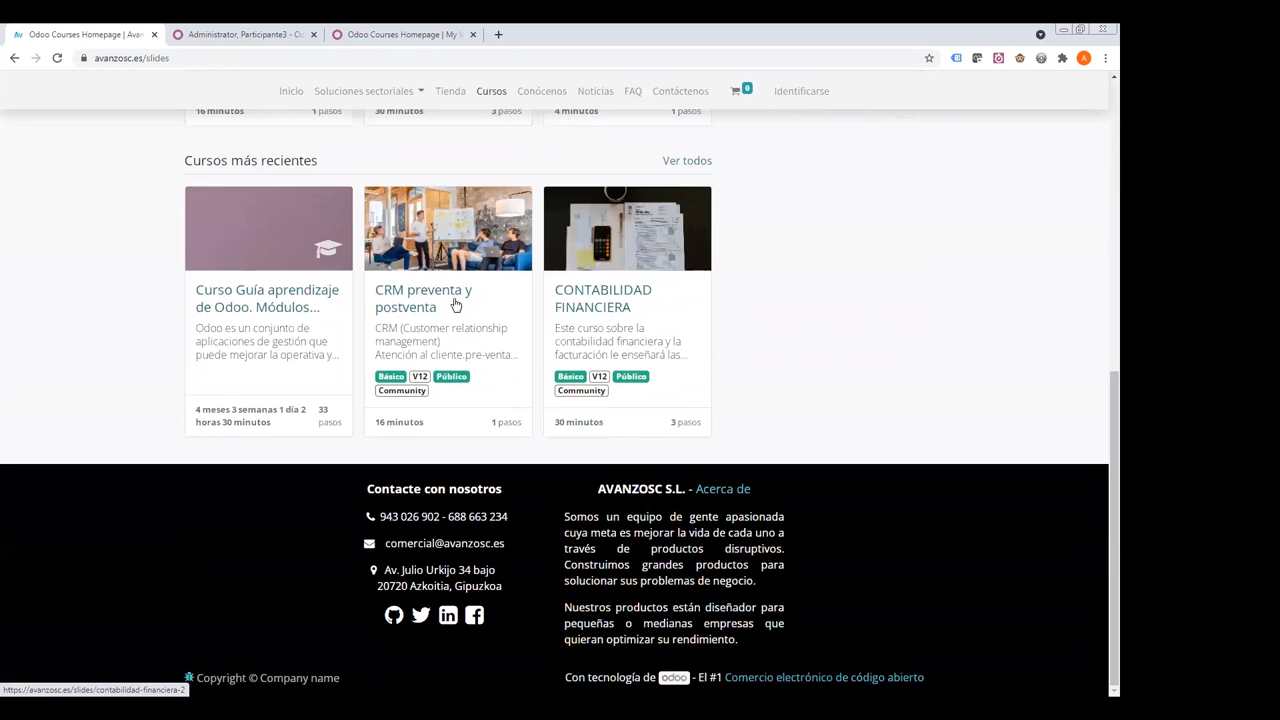 Odoo Courses Homepage | Avan
Administrator, Participante3 - Od
Odoo Courses Homepage | My W
avanzosc.es/slides
A
Inicio Soluciones sectoriales Tienda Cursos Conócenos Noticias FAQ Contáctenos 0 Identificarse
16 minutos 1 pasos 30 minutos 3 pasos 4 minutos 1 pasos
Cursos más recientes Ver todos
Curso Guía aprendizaje
de Odoo. Módulos...
Odoo es un conjunto de
aplicaciones de gestión que
puede mejorar la operativa y...
4 meses 3 semanas 1 día 2
horas 30 minutos
33
pasos
CRM preventa y
postventa
CRM (Customer relationship
management)
Atención al cliente.pre-venta...
Básico V12 Público
Community
16 minutos 1 pasos
CONTABILIDAD
FINANCIERA
Este curso sobre la
contabilidad financiera y la
facturación le enseñará las...
Básico V12 Público
Community
30 minutos 3 pasos
Contacte con nosotros
943 026 902 - 688 663 234
comercial@avanzosc.es
Av. Julio Urkijo 34 bajo
20720 Azkoitia, Gipuzkoa
AVANZOSC S.L. - Acerca de
Somos un equipo de gente apasionada
cuya meta es mejorar la vida de cada uno a
través de productos disruptivos.
Construimos grandes productos para
solucionar sus problemas de negocio.
Nuestros productos están diseñador para
pequeñas o medianas empresas que
quieran optimizar su rendimiento.
Copyright © Company name
Con tecnología de odoo - El #1 Comercio electrónico de código abierto
https://avanzosc.es/slides/contabilidad-financiera-2